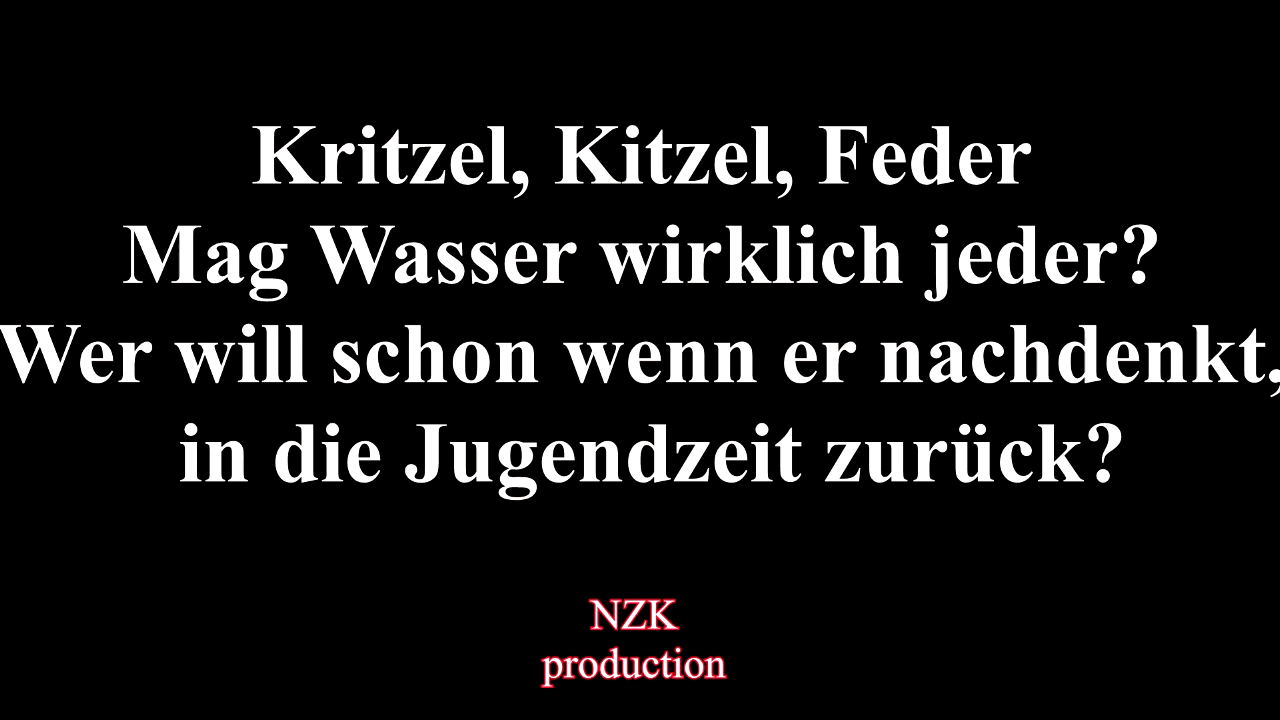 Kritzel, Kitzel, Feder
Mag Wasser wirklich jeder?
Wer will schon wenn er nachdenkt,
in die Jugendzeit zurück?
NZK
production